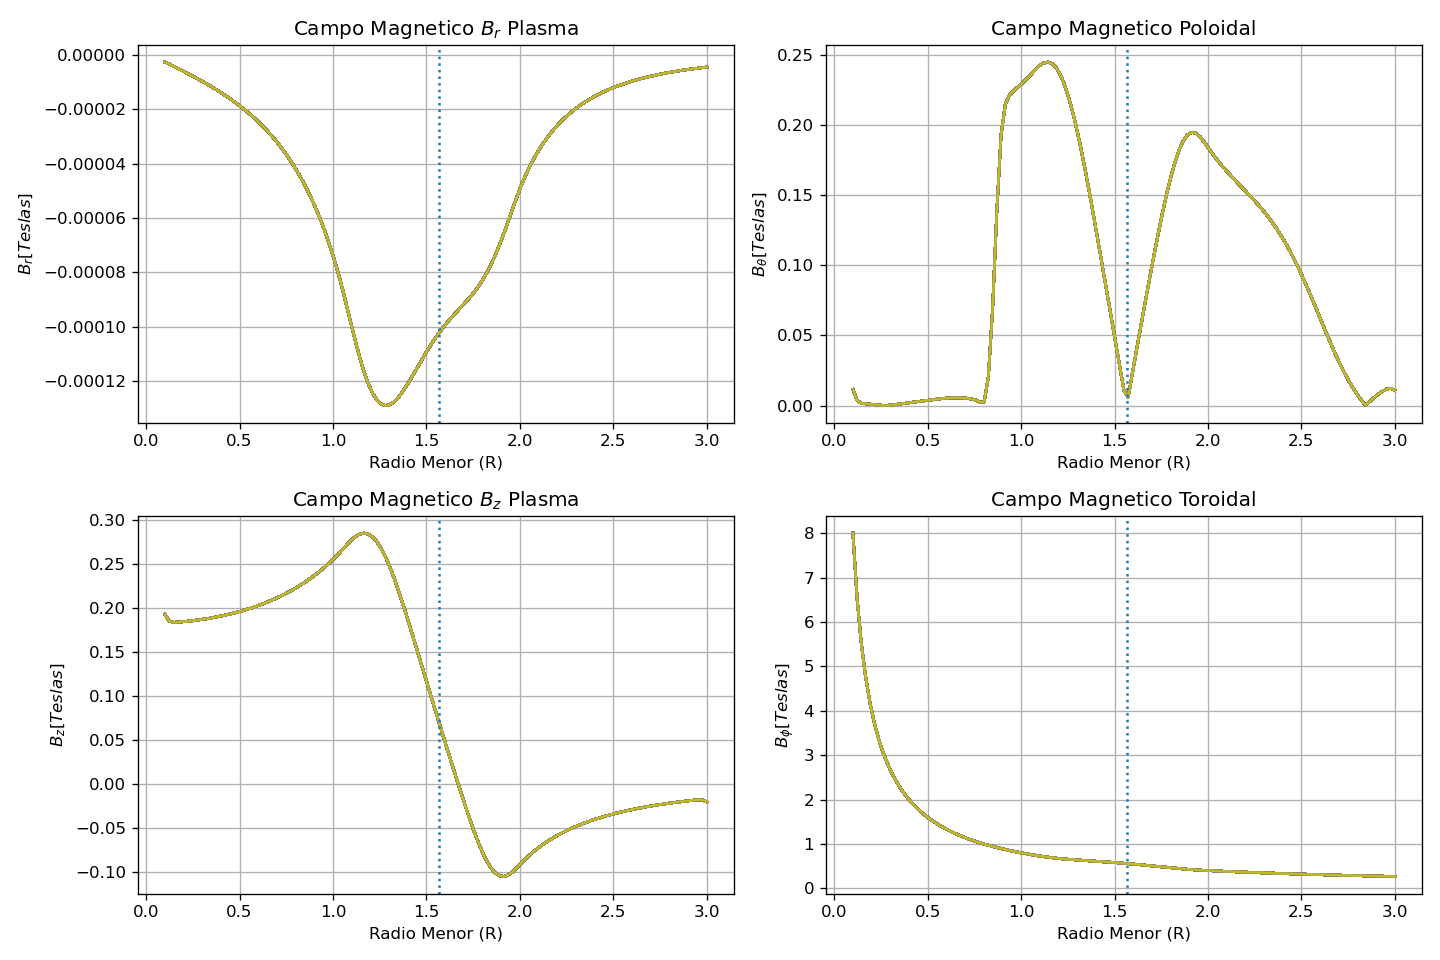 Campo Magnetico $B_r$ Plasma
0.00000
−0.00002
−0.00004
−0.00006
−0.00008
−0.00010
−0.00012
$B_r[Teslas]$
0.0 0.5 1.0 1.5 2.0 2.5 3.0
Radio Menor (R)
Campo Magnetico Poloidal
0.25
0.20
0.15
0.10
0.05
0.00
$B_θ[Teslas]$
0.0 0.5 1.0 1.5 2.0 2.5 3.0
Radio Menor (R)
Campo Magnetico $B_z$ Plasma
0.30
0.25
0.20
0.15
0.10
0.05
0.00
−0.05
−0.10
$B_z[Teslas]$
0.0 0.5 1.0 1.5 2.0 2.5 3.0
Radio Menor (R)
Campo Magnetico Toroidal
8
7
6
5
4
3
2
1
0
$B_ϕ[Teslas]$
0.0 0.5 1.0 1.5 2.0 2.5 3.0
Radio Menor (R)